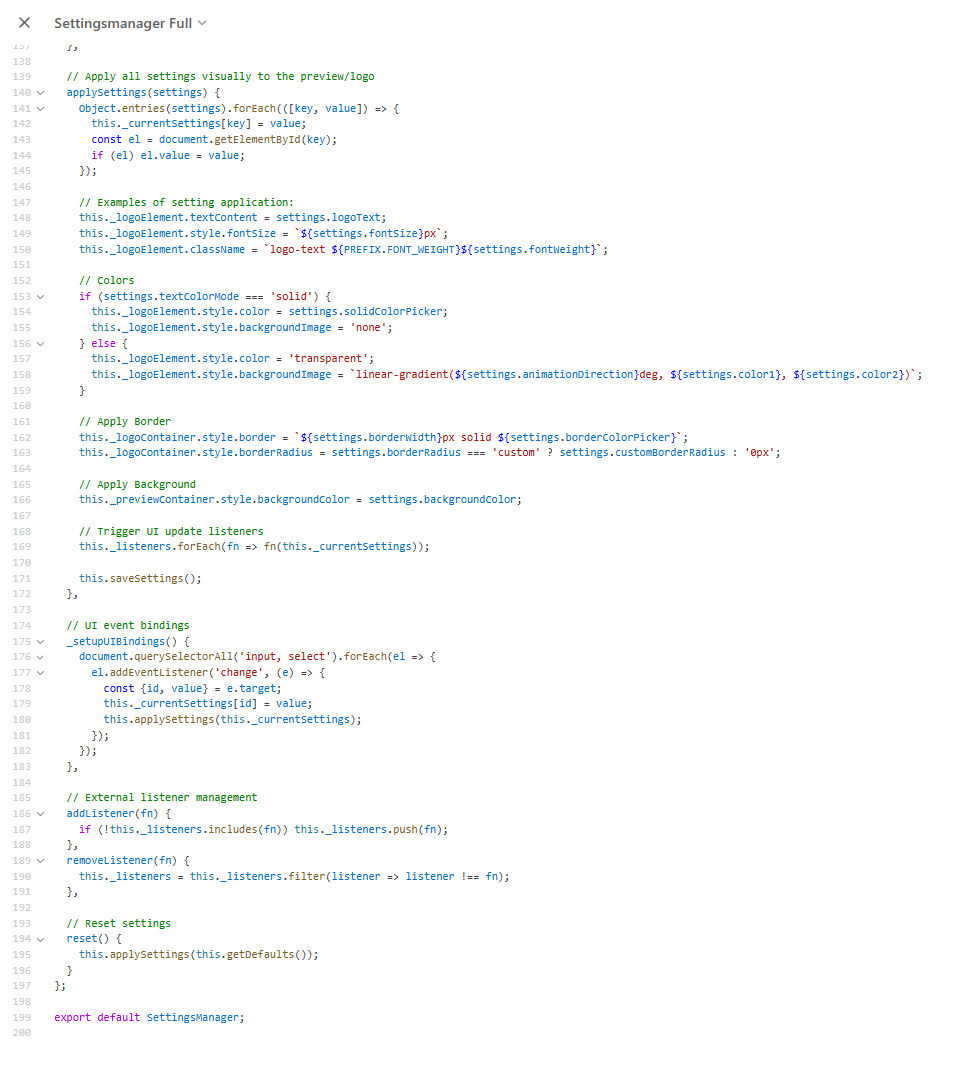 Settingsmanager Full
137 },
138
139 // Apply all settings visually to the preview/logo
140 applySettings(settings) {
141 Object.entries(settings).forEach(([key, value]) => {
142 this._currentSettings[key] = value;
143 const el = document.getElementById(key);
144 if (el) el.value = value;
145 });
146
147 // Examples of setting application:
148 this._logoElement.textContent = settings.logoText;
149 this._logoElement.style.fontSize = `${settings.fontSize}px`;
150 this._logoElement.className = `logo-text ${PREFIX.FONT_WEIGHT}${settings.fontWeight}`;
151
152 // Colors
153 if (settings.textColorMode === 'solid') {
154 this._logoElement.style.color = settings.solidColorPicker;
155 this._logoElement.style.backgroundImage = 'none';
156 } else {
157 this._logoElement.style.color = 'transparent';
158 this._logoElement.style.backgroundImage = `linear-gradient(${settings.animationDirection}deg, ${settings.color1}, ${settings.color2})`;
159 }
160
161 // Apply Border
162 this._logoContainer.style.border = `${settings.borderWidth}px solid ${settings.borderColorPicker}`;
163 this._logoContainer.style.borderRadius = settings.borderRadius === 'custom' ? settings.customBorderRadius : '0px';
164
165 // Apply Background
166 this._previewContainer.style.backgroundColor = settings.backgroundColor;
167
168 // Trigger UI update listeners
169 this._listeners.forEach(fn => fn(this._currentSettings));
170
171 this.saveSettings();
172 },
173
174 // UI event bindings
175 _setupUIBindings() {
176 document.querySelectorAll('input, select').forEach(el => {
177 el.addEventListener('change', (e) => {
178 const {id, value} = e.target;
179 this._currentSettings[id] = value;
180 this.applySettings(this._currentSettings);
181 });
182 });
183 },
184
185 // External listener management
186 addListener(fn) {
187 if (!this._listeners.includes(fn)) this._listeners.push(fn);
188 },
189 removeListener(fn) {
190 this._listeners = this._listeners.filter(listener => listener !== fn);
191 },
192
193 // Reset settings
194 reset() {
195 this.applySettings(this.getDefaults());
196 }
197 };
198
199 export default SettingsManager;
200